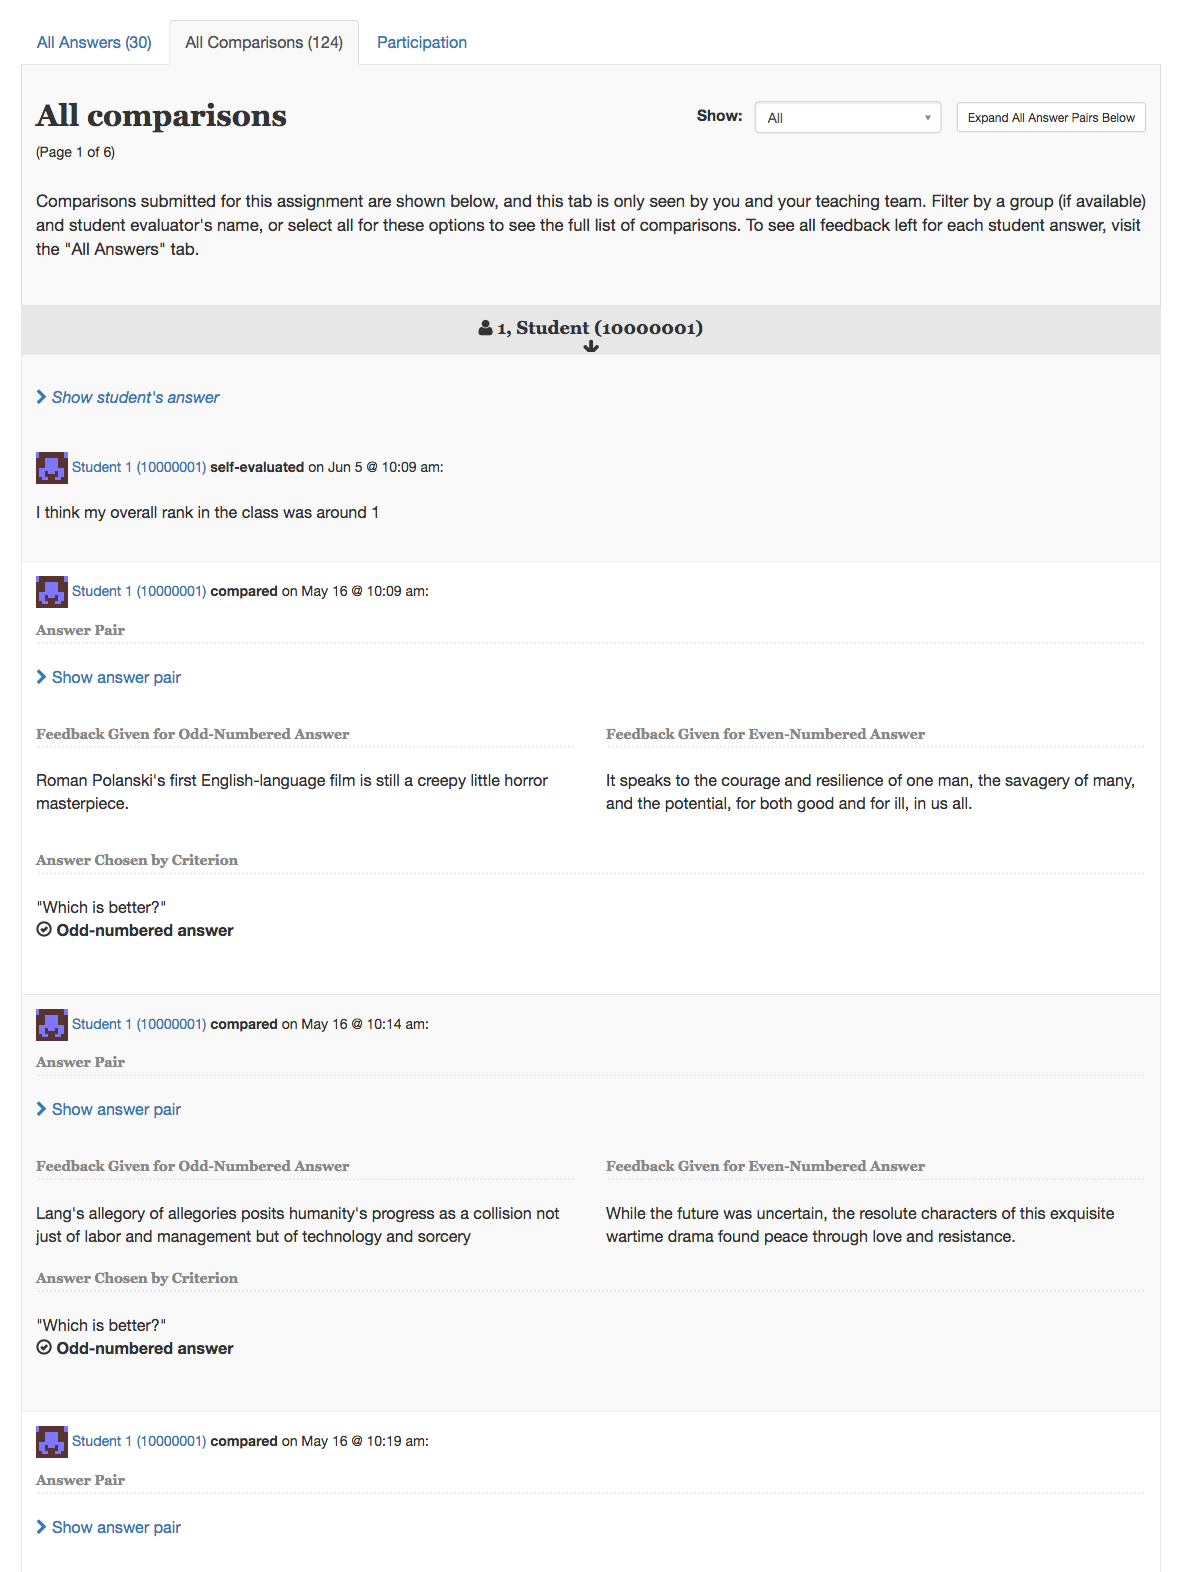 All Answers (30) All Comparisons (124) Participation
All comparisons
Show: All Expand All Answer Pairs Below
(Page 1 of 6)
Comparisons submitted for this assignment are shown below, and this tab is only seen by you and your teaching team. Filter by a group (if available)
and student evaluator's name, or select all for these options to see the full list of comparisons. To see all feedback left for each student answer, visit
the "All Answers" tab.
1, Student (10000001)
Show student's answer
Student 1 (10000001) self-evaluated on Jun 5 @ 10:09 am:
I think my overall rank in the class was around 1
Student 1 (10000001) compared on May 16 @ 10:09 am:
Answer Pair
Show answer pair
Feedback Given for Odd-Numbered Answer
Roman Polanski's first English-language film is still a creepy little horror
masterpiece.
Feedback Given for Even-Numbered Answer
It speaks to the courage and resilience of one man, the savagery of many,
and the potential, for both good and for ill, in us all.
Answer Chosen by Criterion
"Which is better?"
Odd-numbered answer
Student 1 (10000001) compared on May 16 @ 10:14 am:
Answer Pair
Show answer pair
Feedback Given for Odd-Numbered Answer
Lang's allegory of allegories posits humanity's progress as a collision not
just of labor and management but of technology and sorcery
Feedback Given for Even-Numbered Answer
While the future was uncertain, the resolute characters of this exquisite
wartime drama found peace through love and resistance.
Answer Chosen by Criterion
"Which is better?"
Odd-numbered answer
Student 1 (10000001) compared on May 16 @ 10:19 am:
Answer Pair
Show answer pair